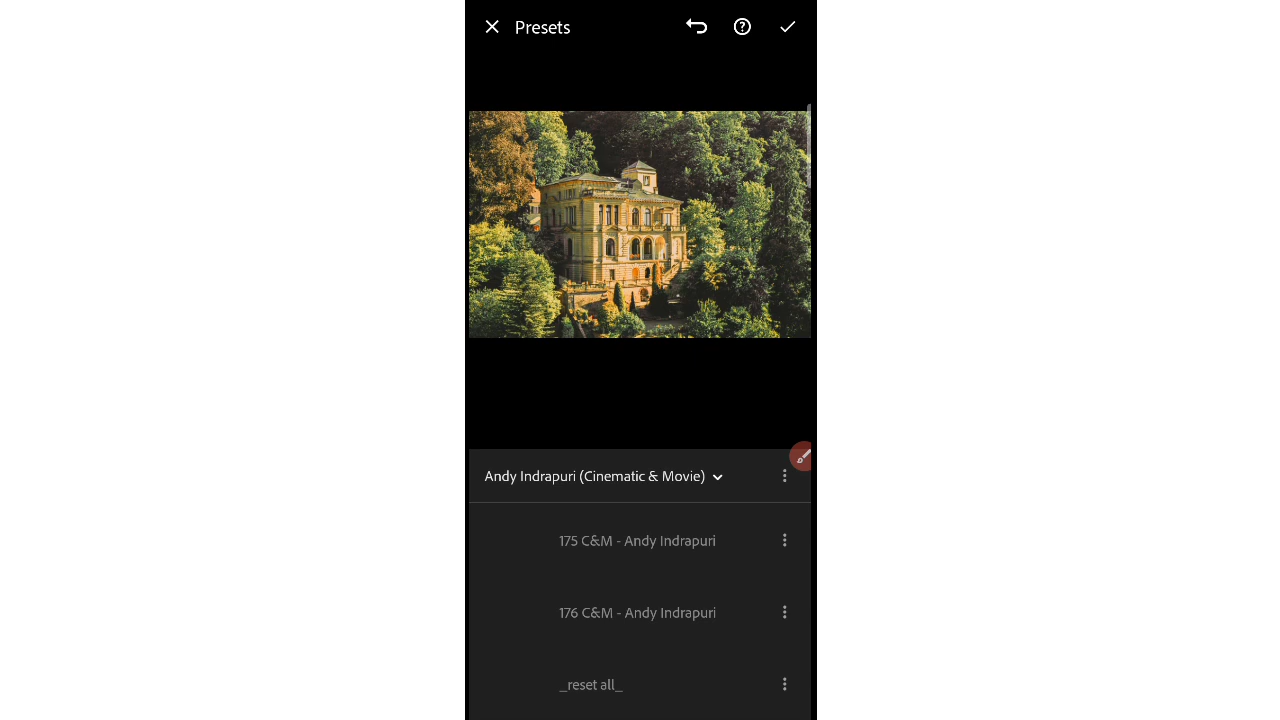 Presets
Andy Indrapuri (Cinematic & Movie)
175 C&M - Andy Indrapuri
176 C&M - Andy Indrapuri
_reset all_